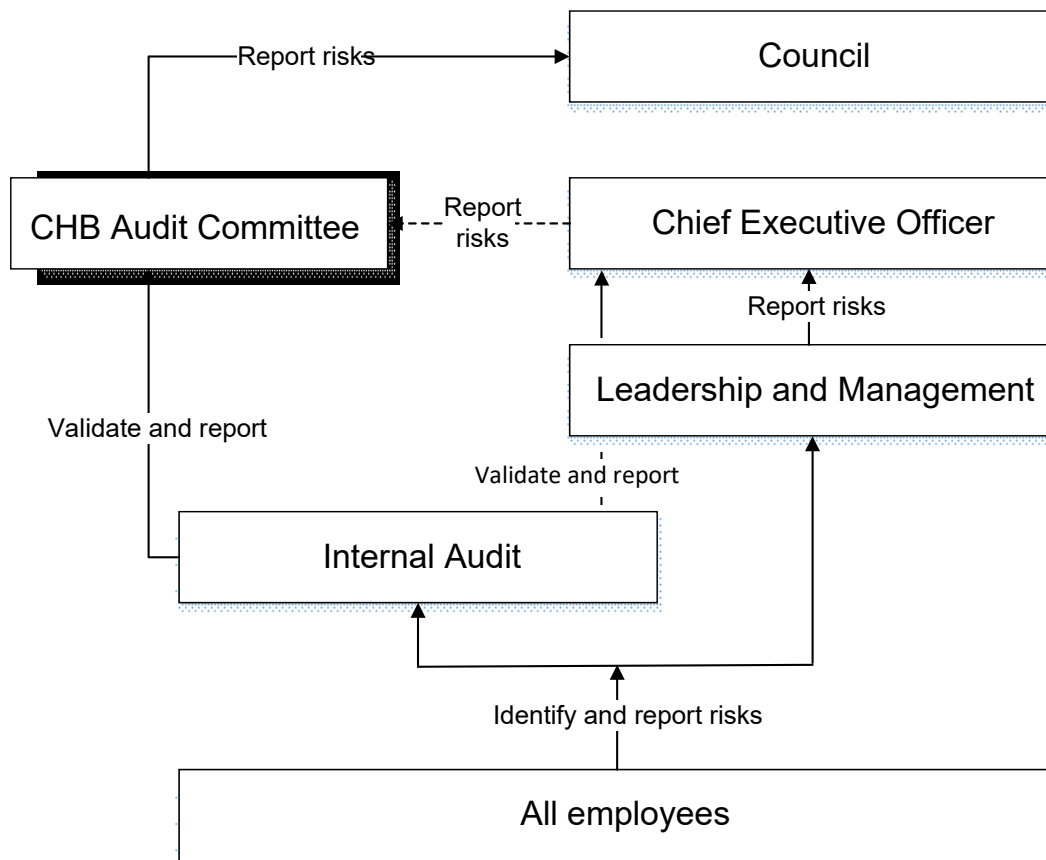 Report risks
Council
CHB Audit Committee
Report
risks
Chief Executive Officer
Report risks
Leadership and Management
Validate and report
Validate and report
Internal Audit
Identify and report risks
All employees